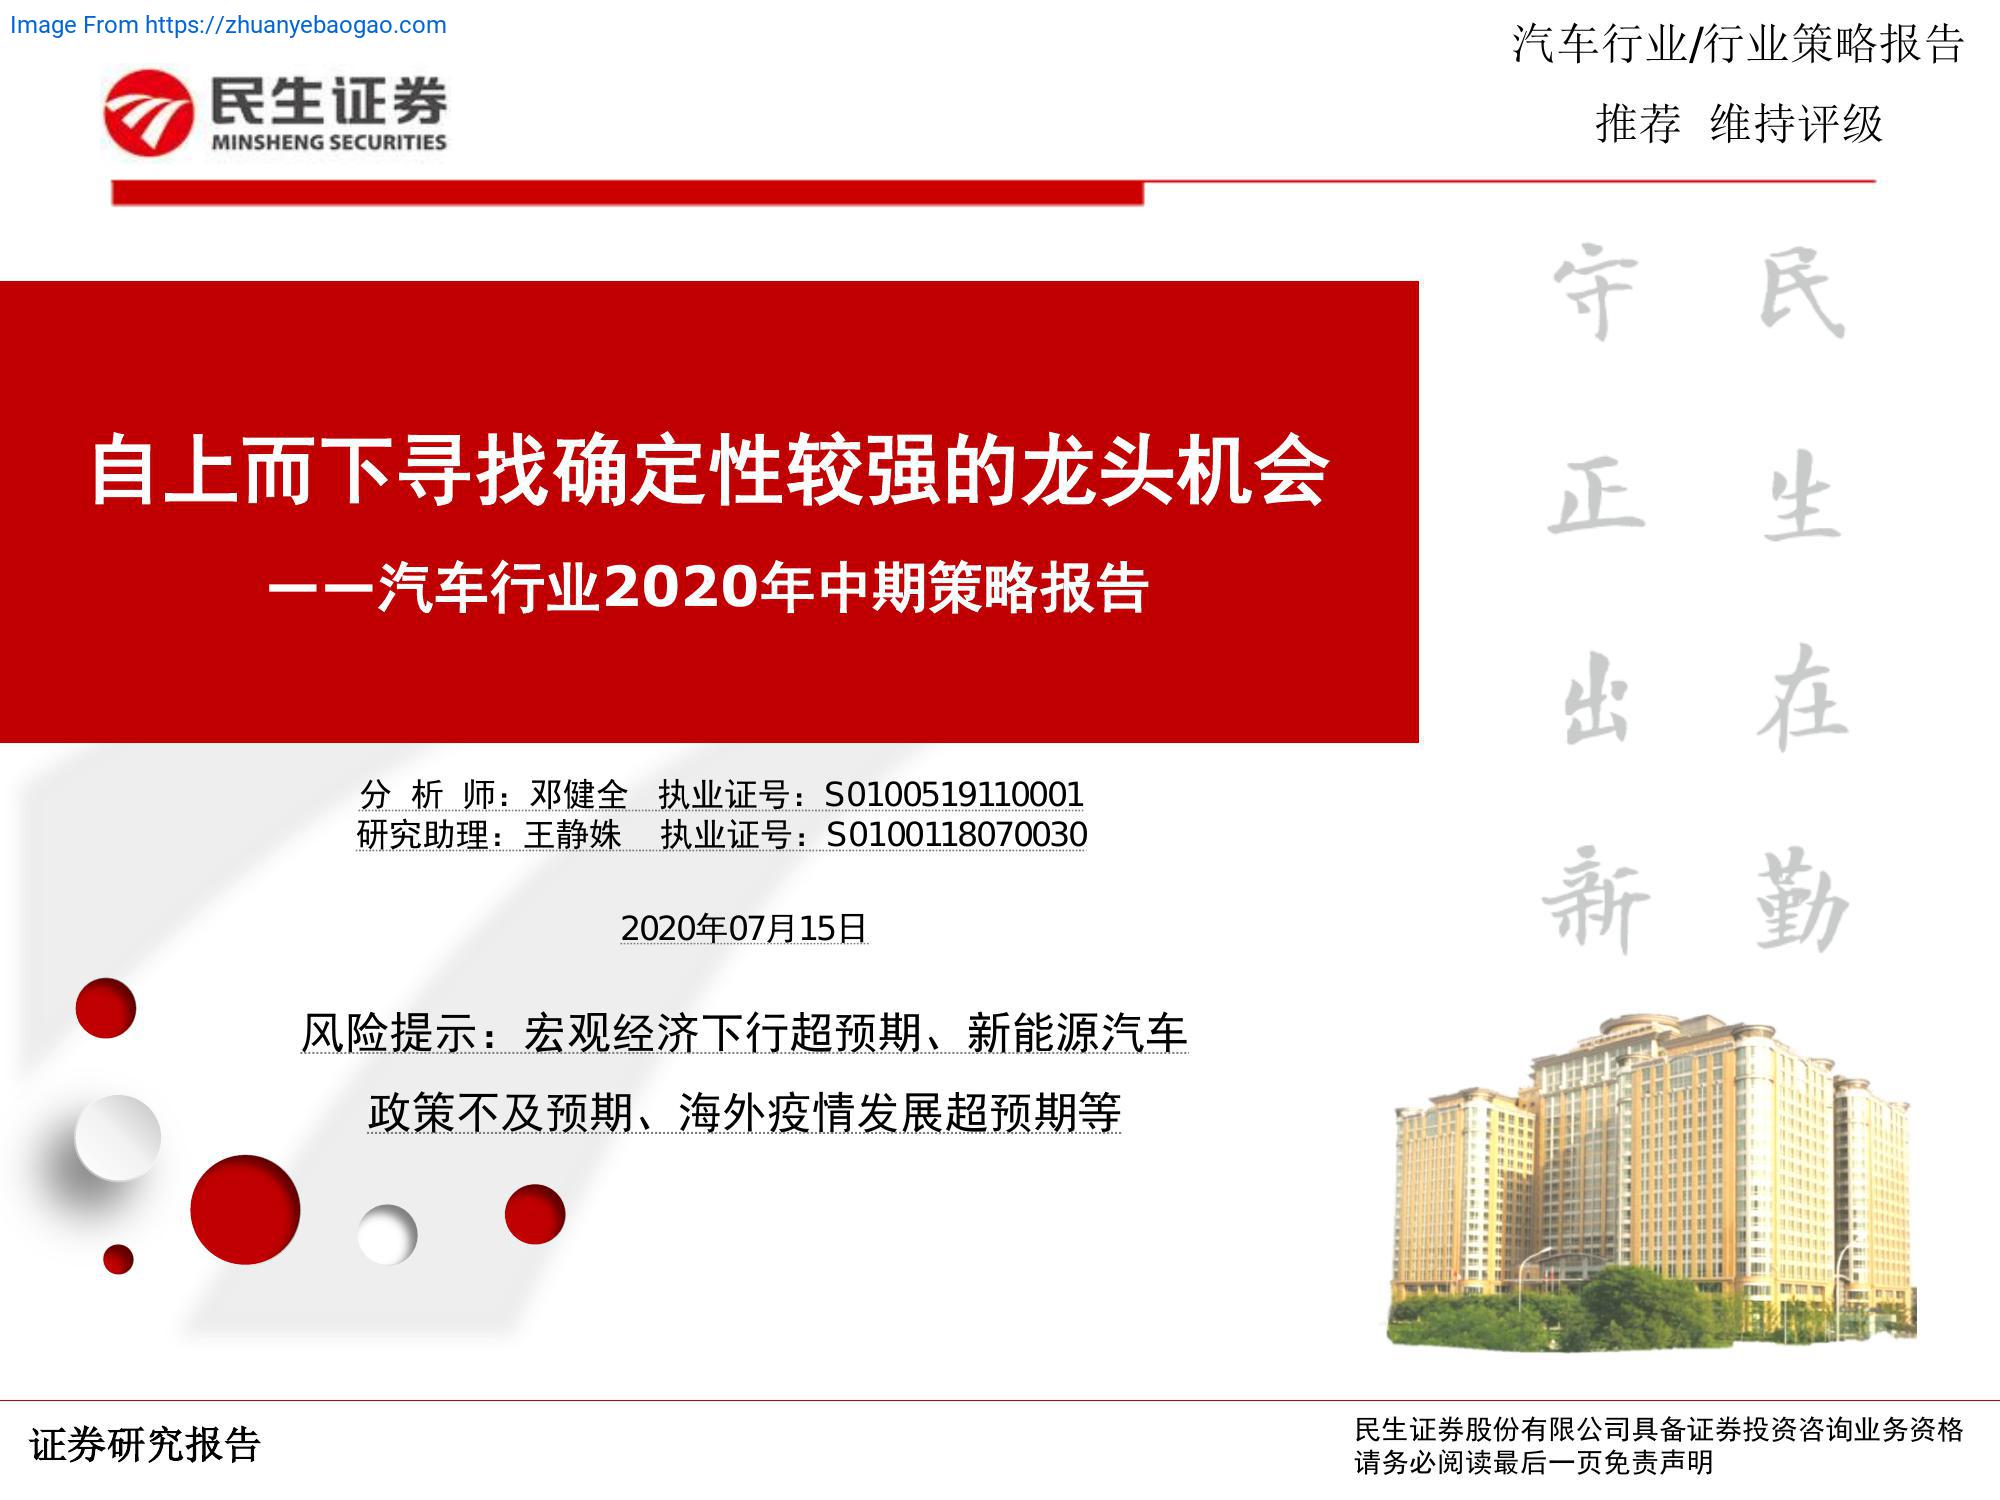 Image From https://zhuanyebaogao.com
汽车行业/行业策略报告
民生证券
MINSHENG SECURITIES
推荐 维持评级
自上而下寻找确定性较强的龙头机会
——汽车行业2020年中期策略报告
民生在勤
守正出新
分 析 师：邓健全 执业证号：S0100519110001
研究助理：王静姝 执业证号：S0100118070030
2020年07月15日
风险提示：宏观经济下行超预期、新能源汽车
政策不及预期、海外疫情发展超预期等
证券研究报告
民生证券股份有限公司具备证券投资咨询业务资格
请务必阅读最后一页免责声明